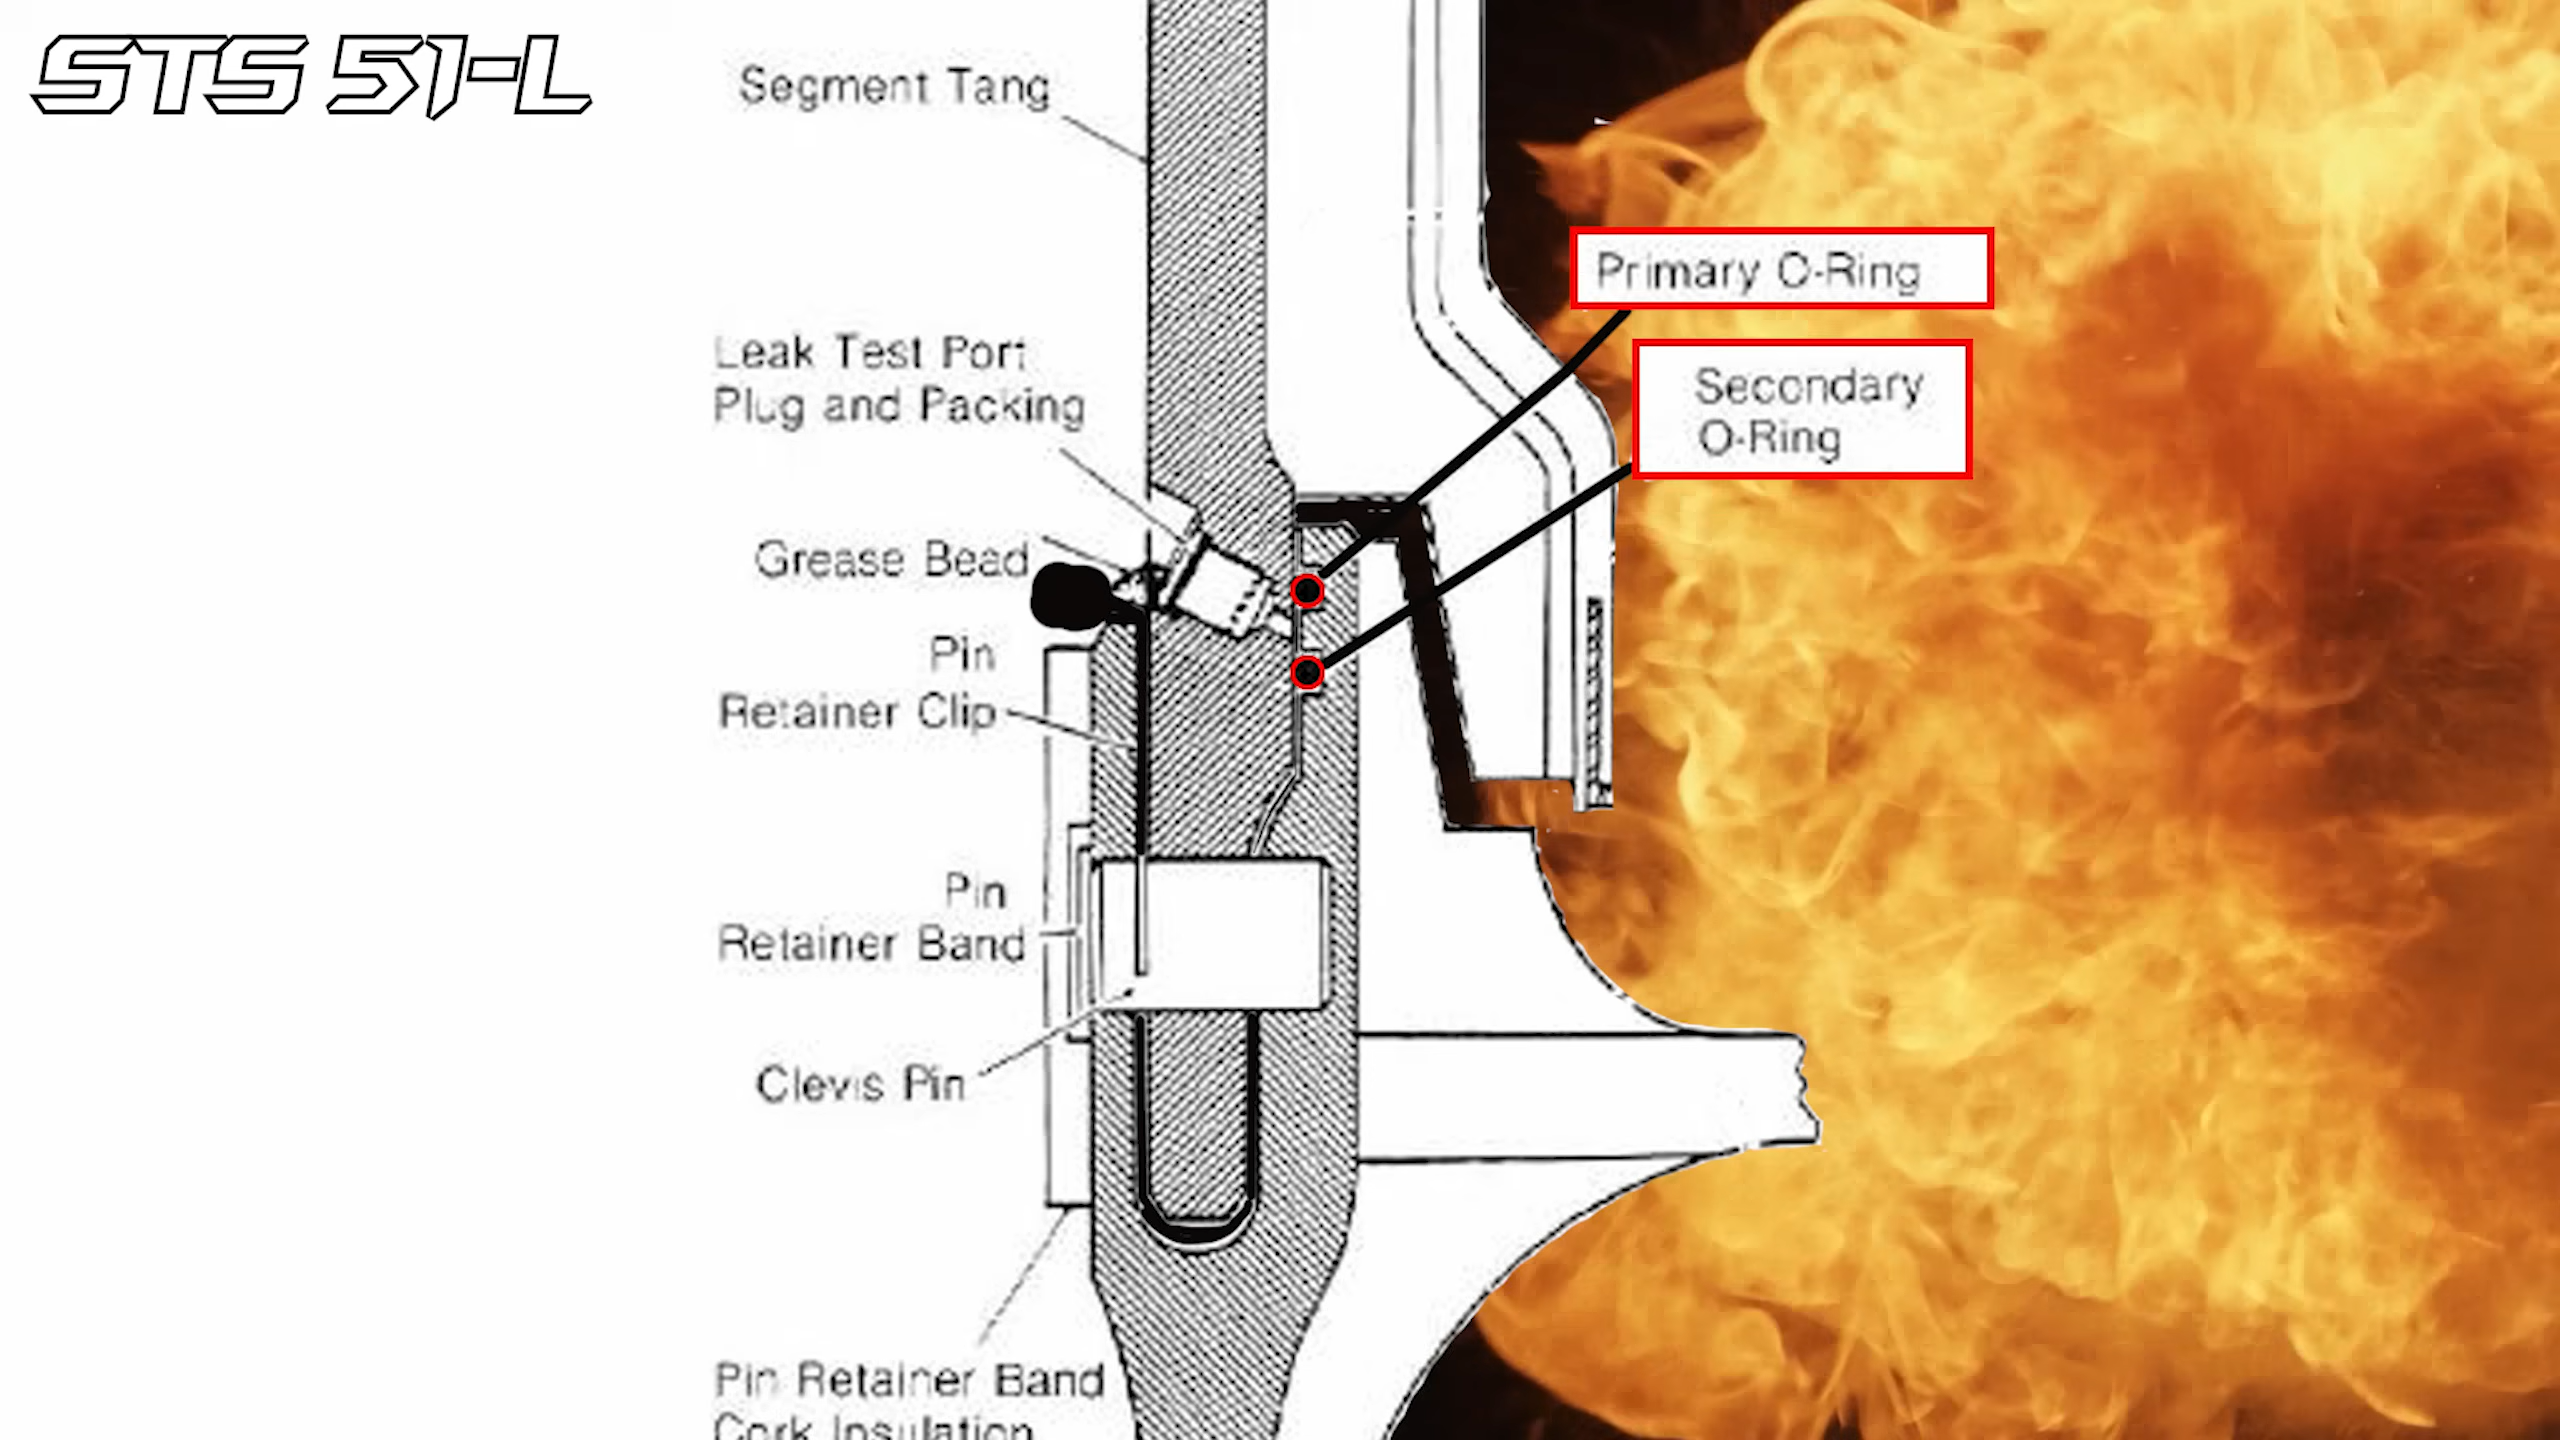 STS 51-L
Segment Tang
Primary O-Ring
Leak Test Port
Plug and Packing
Secondary
O-Ring
Grease Bead
Pin
Retainer Clip
Pin
Retainer Band
Clevis Pin
Pin Retainer Band
Cork Insulation